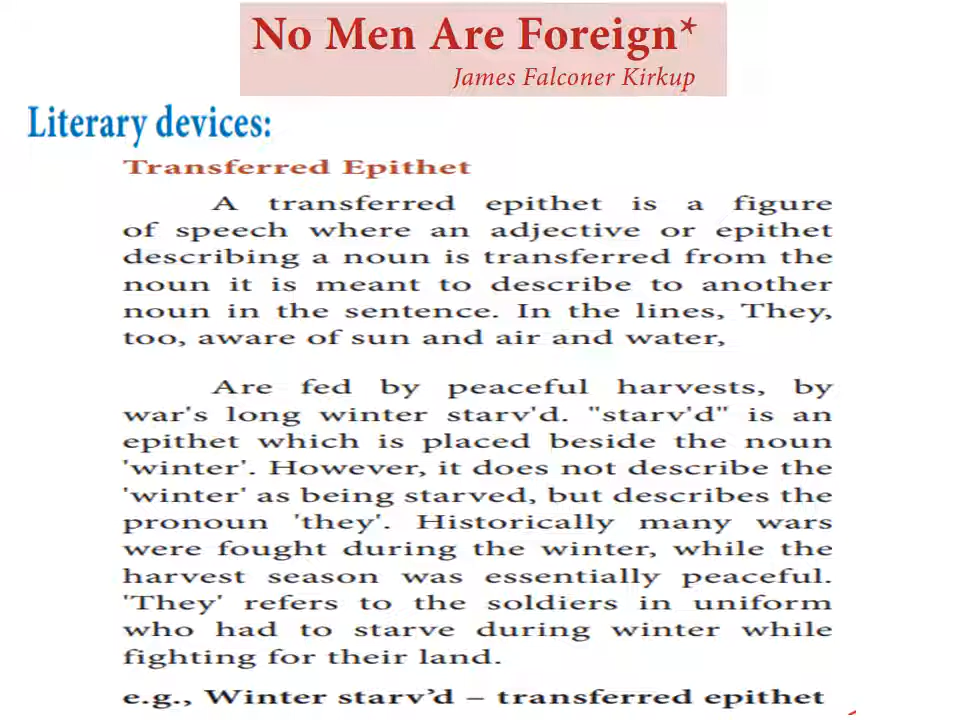 No Men Are Foreign*
James Falconer Kirkup
Literary devices:
Transferred Epithet
A transferred epithet is a figure
of speech where an adjective or epithet
describing a noun is transferred from the
noun it is meant to describe to another
noun in the sentence. In the lines, They,
too, aware of sun and air and water,
Are fed by peaceful harvests, by
war's long winter starv'd. "starv'd" is an
epithet which is placed beside the noun
'winter'. However, it does not describe the
'winter' as being starved, but describes the
pronoun 'they'. Historically many wars
were fought during the winter, while the
harvest season was essentially peaceful.
'They' refers to the soldiers in uniform
who had to starve during winter while
fighting for their land.
e.g., Winter starv’d – transferred epithet